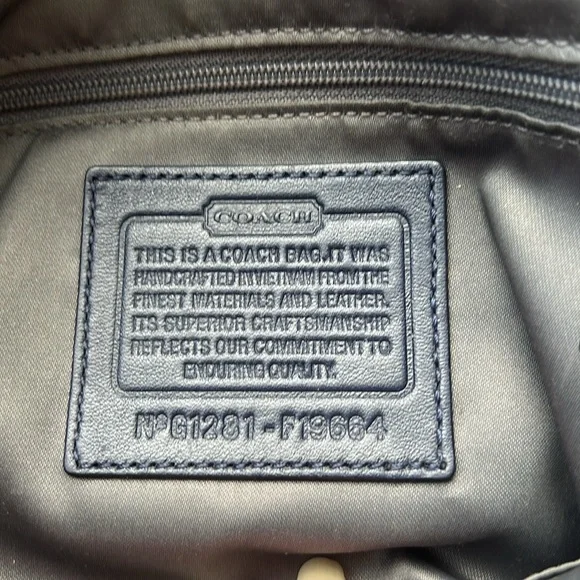 COACH
THIS IS A COACH BAG.IT WAS
HANDCRAFTED IN VIETNAM FROM THE
FINEST MATERIALS AND LEATHER.
ITS SUPERIOR CRAFTSMANSHIP
REFLECTS OUR COMMITMENT TO
ENDURING QUALITY.
NºG1281-F19664